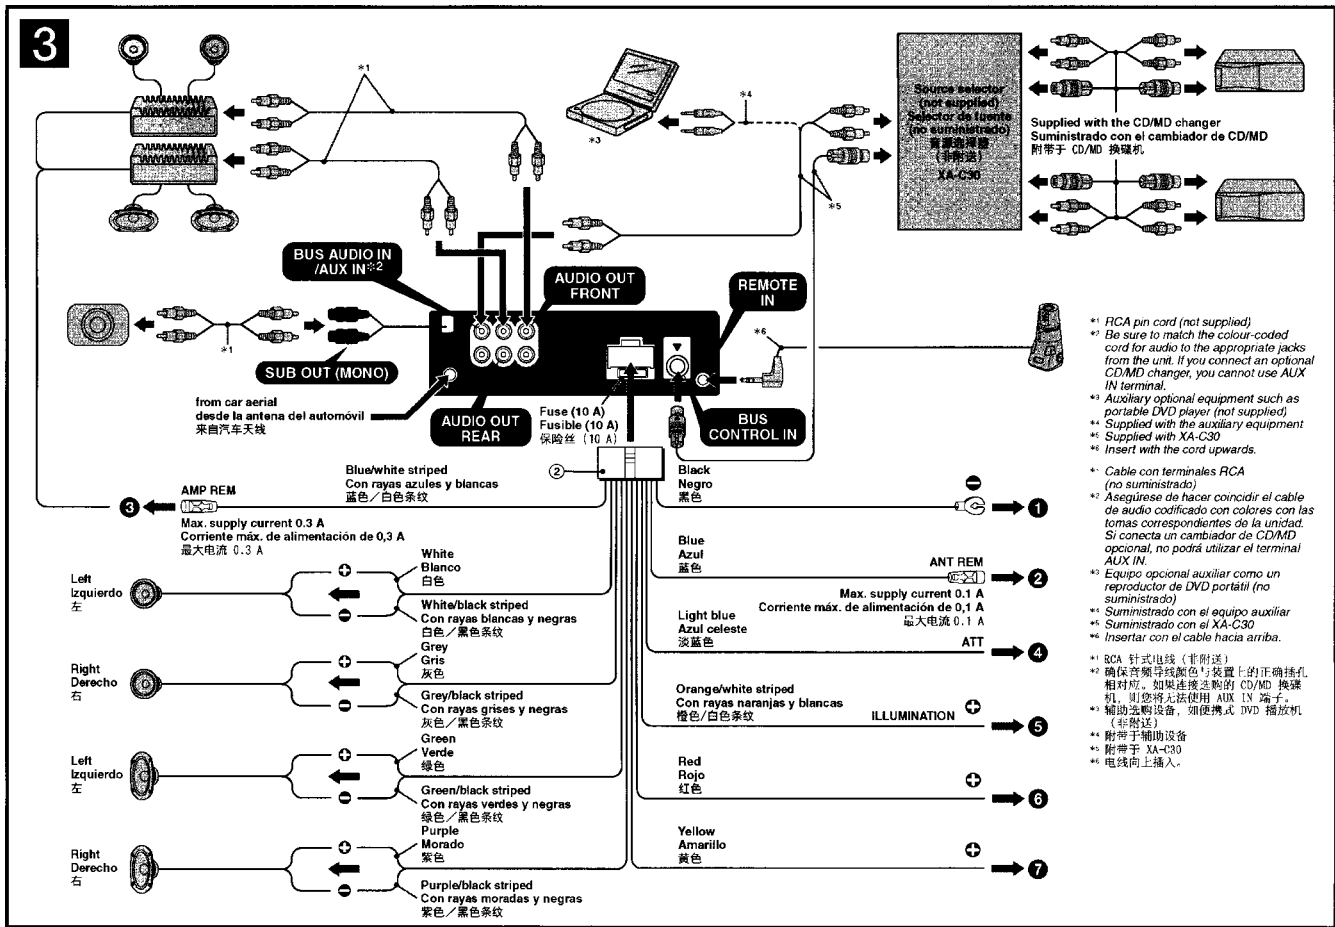 3
*1
*3
*4
*5
Source selector
(not supplied)
Selector de fuente
(no suministrado)
音源选择器
(非附送)
XA-C30
Supplied with the CD/MD changer
Suministrado con el cambiador de CD/MD
附带于 CD/MD 换碟机
BUS AUDIO IN
/AUX IN*2
AUDIO OUT
FRONT
REMOTE
IN
*6
*1
SUB OUT (MONO)
from car aerial
desde la antena del automóvil
来自汽车天线
AUDIO OUT
REAR
Fuse (10 A)
Fusible (10 A)
保险丝 (10 A)
BUS
CONTROL IN
2
Blue/white striped
Con rayas azules y blancas
蓝色／白色条纹
3
AMP REM
Max. supply current 0.3 A
Corriente máx. de alimentación de 0,3 A
最大电流 0.3 A
Left
Izquierdo
左
White
Blanco
白色
White/black striped
Con rayas blancas y negras
白色／黑色条纹
Right
Derecho
右
Grey
Gris
灰色
Grey/black striped
Con rayas grises y negras
灰色／黑色条纹
Left
Izquierdo
左
Green
Verde
绿色
Green/black striped
Con rayas verdes y negras
绿色／黑色条纹
Right
Derecho
右
Purple
Morado
紫色
Purple/black striped
Con rayas moradas y negras
紫色／黑色条纹
Black
Negro
黑色
1
Blue
Azul
蓝色
ANT REM
2
Max. supply current 0.1 A
Corriente máx. de alimentación de 0,1 A
最大电流 0.1 A
Light blue
Azul celeste
淡蓝色
ATT
4
Orange/white striped
Con rayas naranjas y blancas
橙色／白色条纹
ILLUMINATION
5
Red
Rojo
红色
6
Yellow
Amarillo
黄色
7
*1 RCA pin cord (not supplied)
*2 Be sure to match the colour-coded
cord for audio to the appropriate jacks
from the unit. If you connect an optional
CD/MD changer, you cannot use AUX
IN terminal.
*3 Auxiliary optional equipment such as
portable DVD player (not supplied)
*4 Supplied with the auxiliary equipment
*5 Supplied with XA-C30
*6 Insert with the cord upwards.
*1 Cable con terminales RCA
(no suministrado)
*2 Asegúrese de hacer coincidir el cable
de audio codificado con colores con las
tomas correspondientes de la unidad.
Si conecta un cambiador de CD/MD
opcional, no podrá utilizar el terminal
AUX IN.
*3 Equipo opcional auxiliar como un
reproductor de DVD portátil (no
suministrado)
*4 Suministrado con el equipo auxiliar
*5 Suministrado con el XA-C30
*6 Insertar con el cable hacia arriba.
*1 RCA 针式电线 (非附送)
*2 确保音频导线颜色与装置上的正确插孔
相对应。如果连接选购的 CD/MD 换碟
机，则您将无法使用 AUX IN 端子。
*3 辅助选购设备，如便携式 DVD 播放机
(非附送)
*4 附带于辅助设备
*5 附带于 XA-C30
*6 电线向上插入。